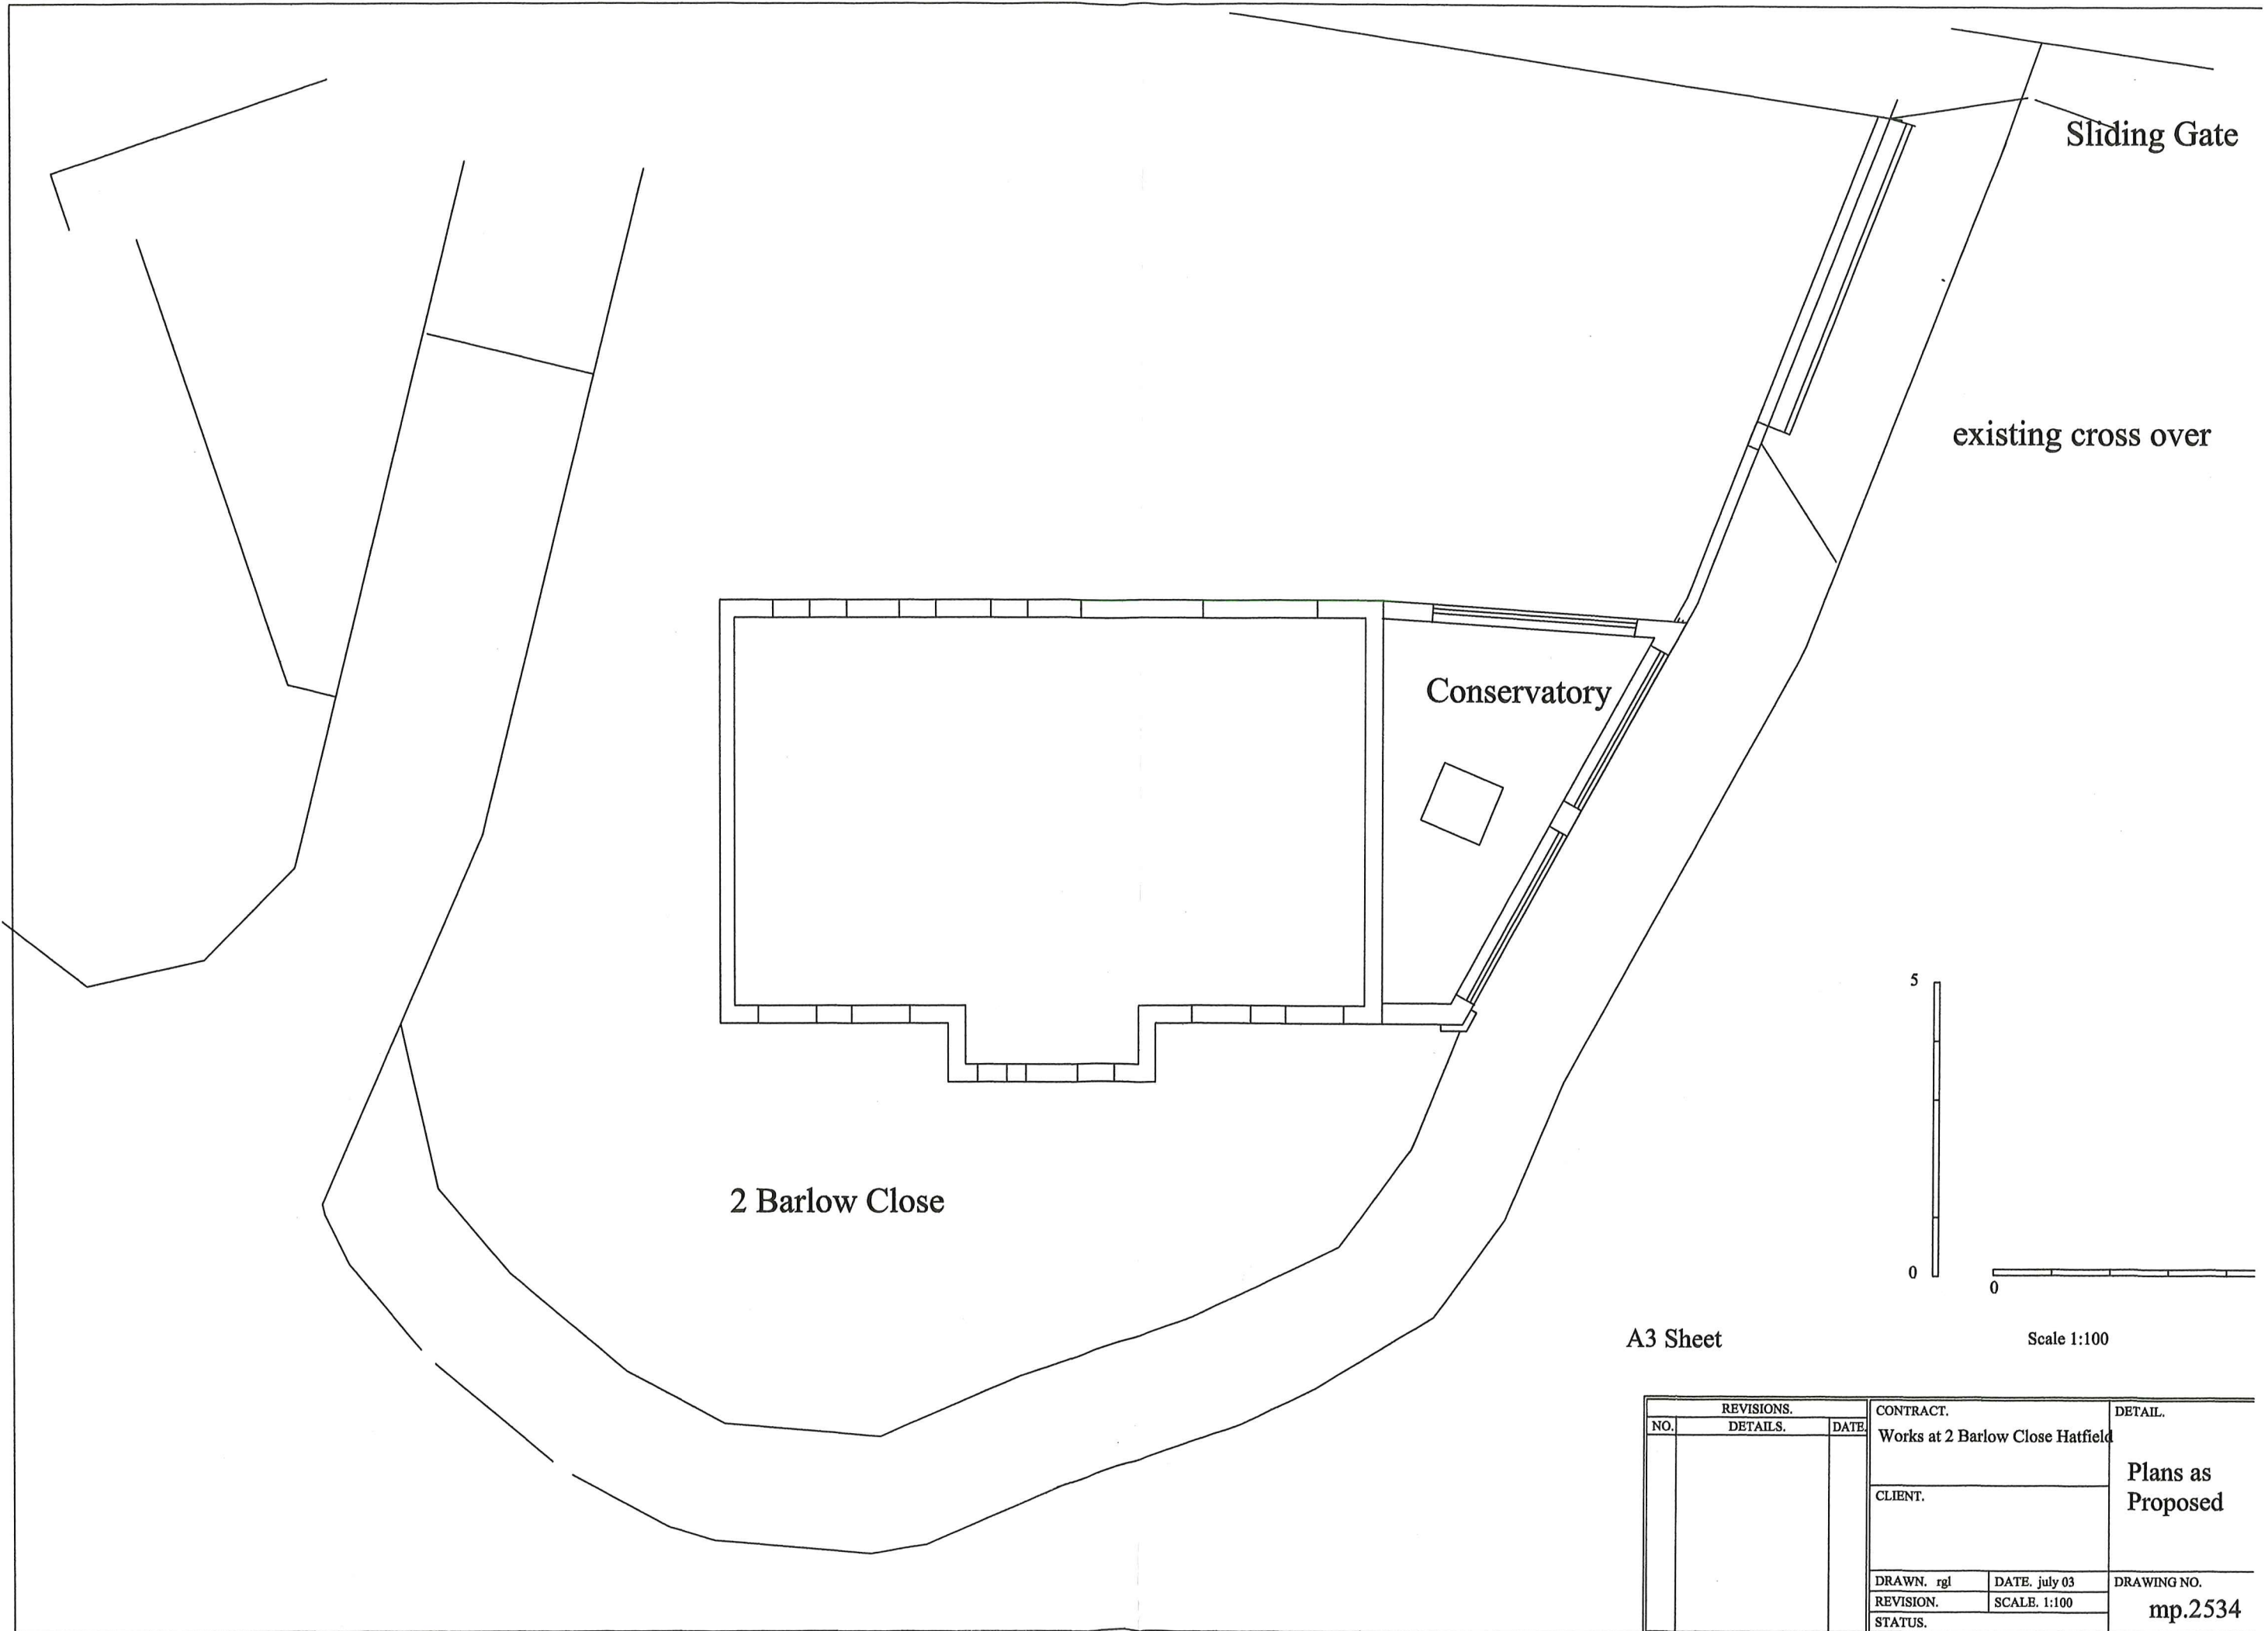 Sliding Gate
existing cross over
Conservatory
2 Barlow Close
5
0
0
A3 Sheet
Scale 1:100
REVISIONS.
NO.
DETAILS.
DATE.
CONTRACT.
Works at 2 Barlow Close Hatfield
CLIENT.
DETAIL.
Plans as
Proposed
DRAWN. rgl
DATE. july 03
REVISION.
SCALE. 1:100
STATUS.
DRAWING NO.
mp.2534